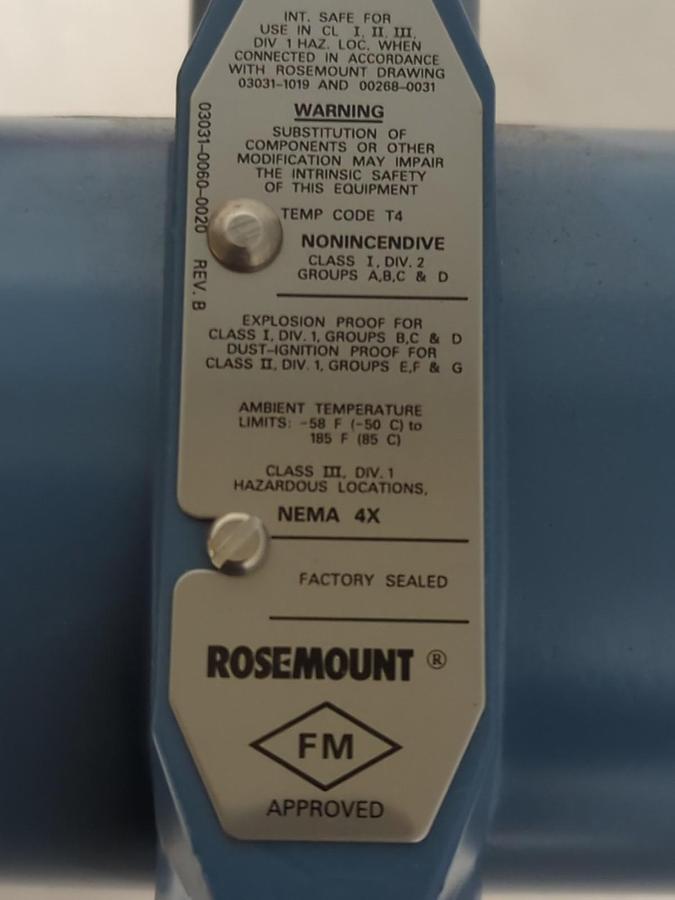 INT. SAFE FOR
USE IN CL I, II, III,
DIV 1 HAZ. LOC. WHEN
CONNECTED IN ACCORDANCE
WITH ROSEMOUNT DRAWING
03031-1019 AND 00268-0031
WARNING
SUBSTITUTION OF
COMPONENTS OR OTHER
MODIFICATION MAY IMPAIR
THE INTRINSIC SAFETY
OF THIS EQUIPMENT
TEMP CODE T4
NONINCENDIVE
CLASS I, DIV. 2
GROUPS A,B,C & D
03031-0060-0020 REV. B
EXPLOSION PROOF FOR
CLASS I, DIV. 1, GROUPS B,C & D
DUST-IGNITION PROOF FOR
CLASS II, DIV. 1, GROUPS E,F & G
AMBIENT TEMPERATURE
LIMITS: -58 F (-50 C) to
185 F (85 C)
CLASS III, DIV. 1
HAZARDOUS LOCATIONS,
NEMA 4X
FACTORY SEALED
ROSEMOUNT ®
FM
APPROVED